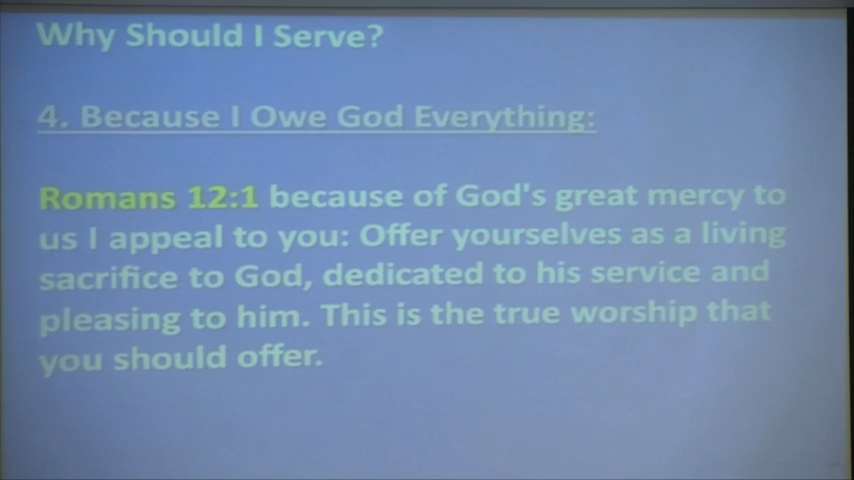 Why Should I Serve?
4. Because I Owe God Everything:
Romans 12:1 because of God's great mercy to
us I appeal to you: Offer yourselves as a living
sacrifice to God, dedicated to his service and
pleasing to him. This is the true worship that
you should offer.